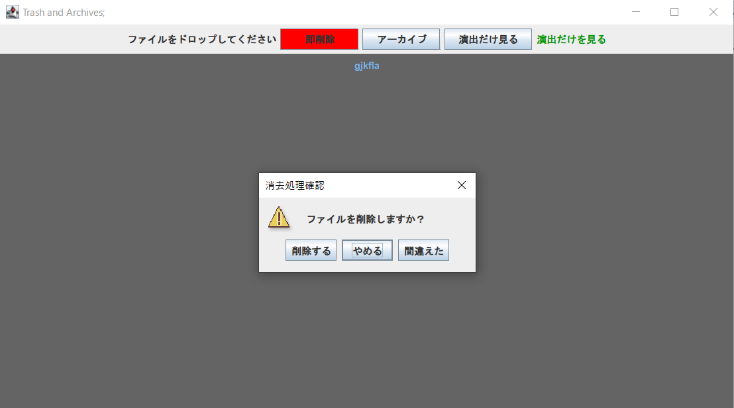 Trash and Archives;
ファイルをドロップしてください 即削除 アーカイブ 演出だけ見る 演出だけを見る
gjkfla
消去処理確認
ファイルを削除しますか？
削除する やめる 間違えた